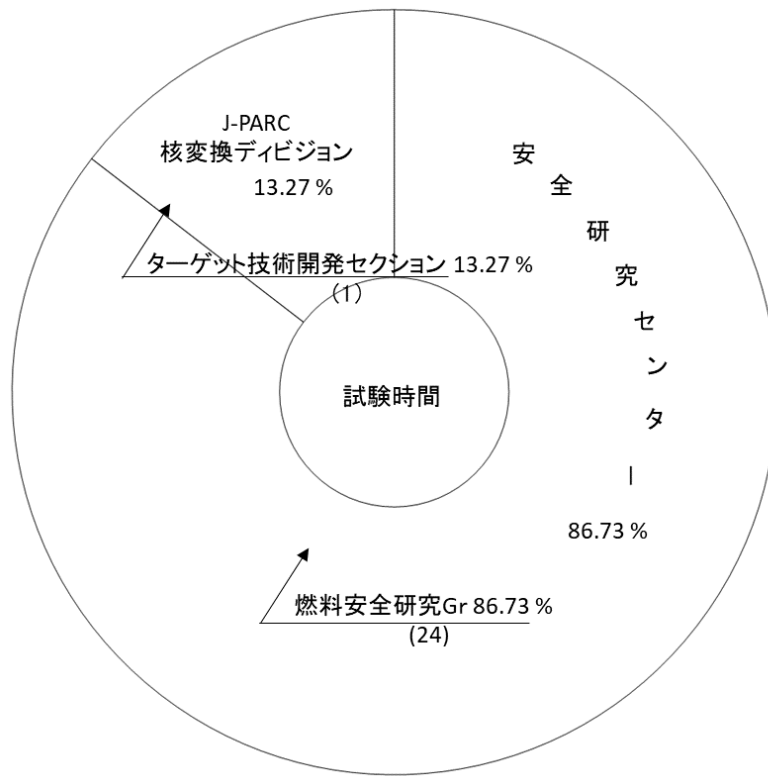 J-PARC
核変換ディビジョン
13.27 %
ターゲット技術開発セクション 13.27 %
(1)
安全研究センター
86.73 %
試験時間
燃料安全研究Gr 86.73 %
(24)